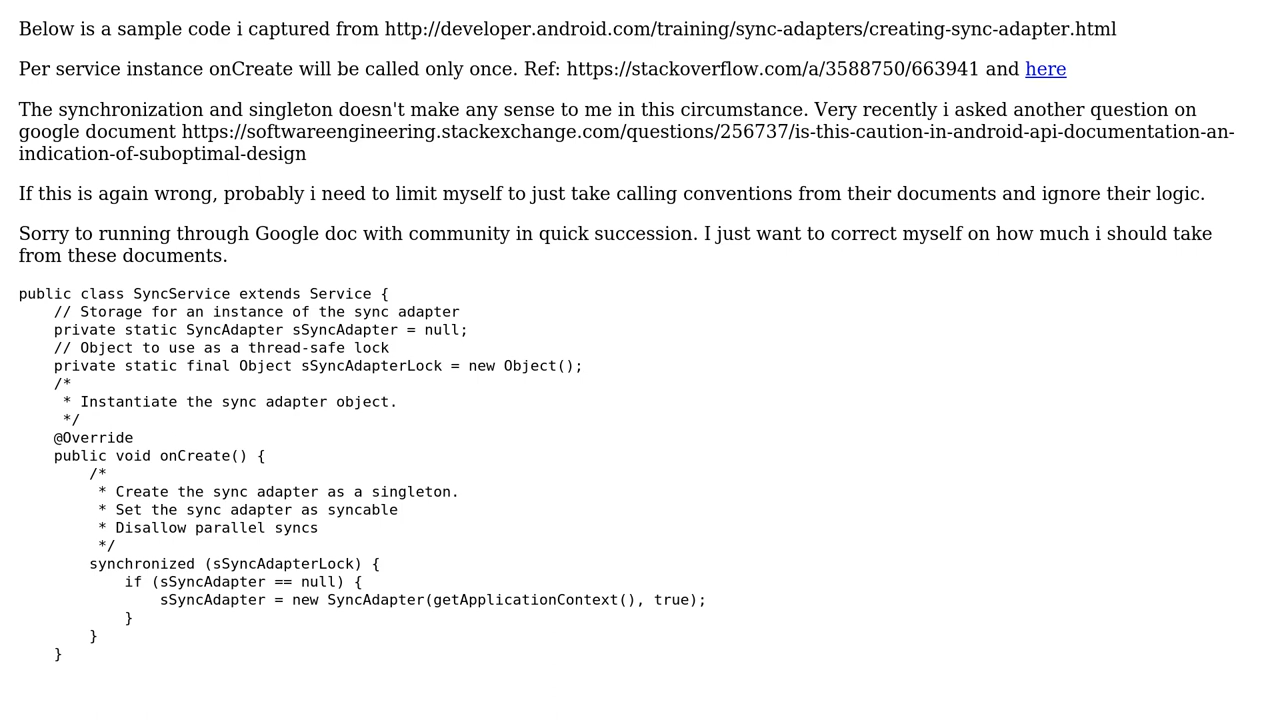 Below is a sample code i captured from http://developer.android.com/training/sync-adapters/creating-sync-adapter.html
Per service instance onCreate will be called only once. Ref: https://stackoverflow.com/a/3588750/663941 and here
The synchronization and singleton doesn't make any sense to me in this circumstance. Very recently i asked another question on
google document https://softwareengineering.stackexchange.com/questions/256737/is-this-caution-in-android-api-documentation-an-
indication-of-suboptimal-design
If this is again wrong, probably i need to limit myself to just take calling conventions from their documents and ignore their logic.
Sorry to running through Google doc with community in quick succession. I just want to correct myself on how much i should take
from these documents.
public class SyncService extends Service {
    // Storage for an instance of the sync adapter
    private static SyncAdapter sSyncAdapter = null;
    // Object to use as a thread-safe lock
    private static final Object sSyncAdapterLock = new Object();
    /*
     * Instantiate the sync adapter object.
     */
    @Override
    public void onCreate() {
        /*
         * Create the sync adapter as a singleton.
         * Set the sync adapter as syncable
         * Disallow parallel syncs
         */
        synchronized (sSyncAdapterLock) {
            if (sSyncAdapter == null) {
                sSyncAdapter = new SyncAdapter(getApplicationContext(), true);
            }
        }
    }